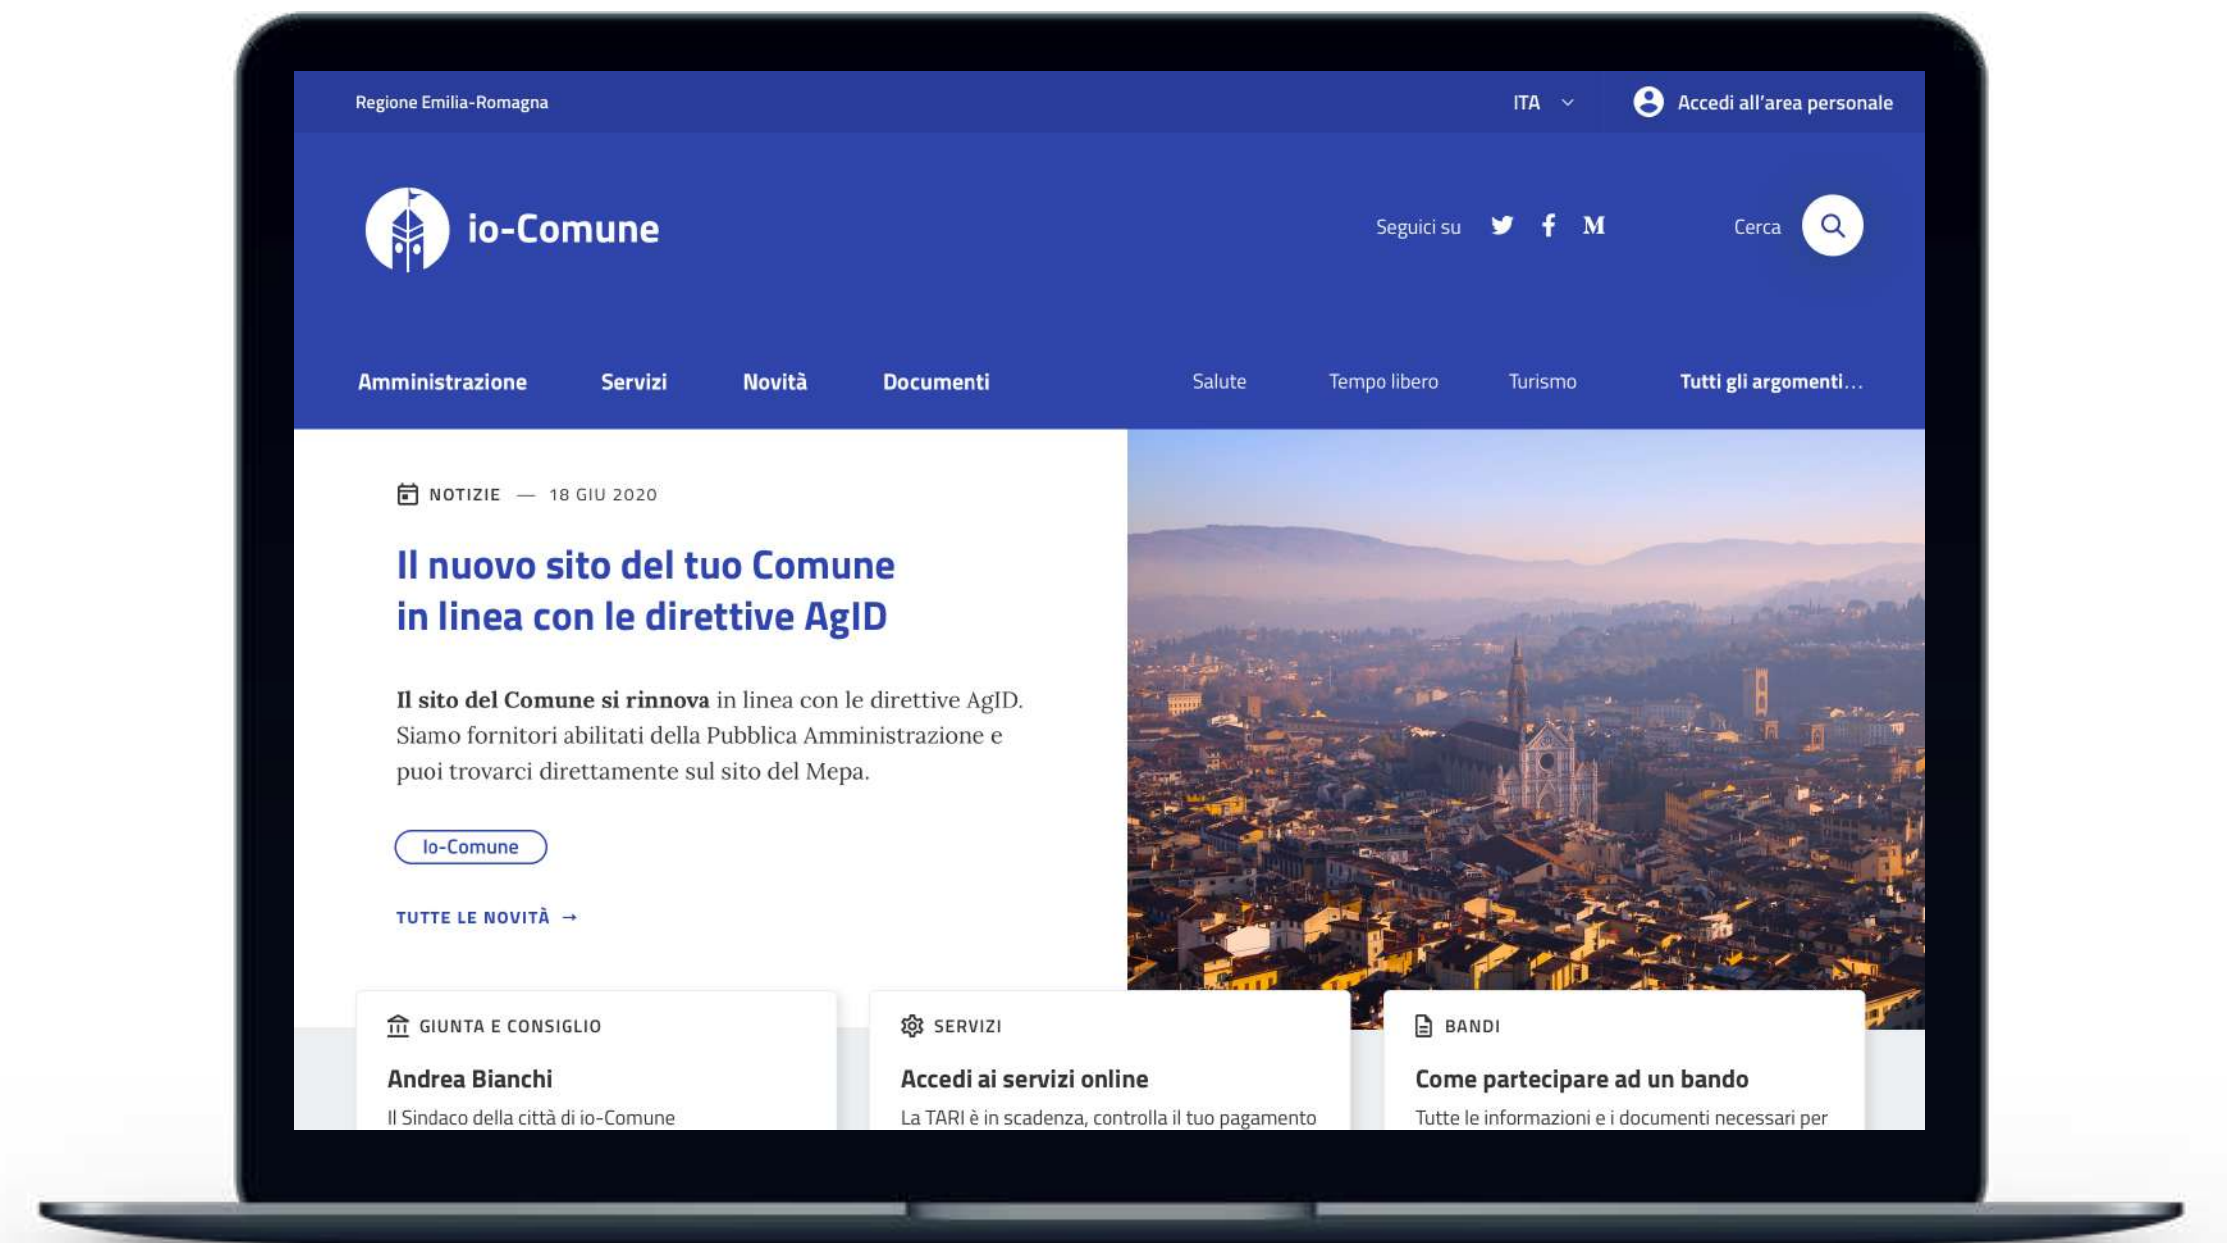 Regione Emilia-Romagna
ITA
Accedi all'area personale
io-Comune
Seguici su
Cerca
Amministrazione
Servizi
Novità
Documenti
Salute
Tempo libero
Turismo
Tutti gli argomenti...
NOTIZIE — 18 GIU 2020
Il nuovo sito del tuo Comune
in linea con le direttive AgID
Il sito del Comune si rinnova in linea con le direttive AgID.
Siamo fornitori abilitati della Pubblica Amministrazione e
puoi trovarci direttamente sul sito del Mepa.
Io-Comune
TUTTE LE NOVITÀ →
GIUNTA E CONSIGLIO
Andrea Bianchi
Il Sindaco della città di io-Comune
SERVIZI
Accedi ai servizi online
La TARI è in scadenza, controlla il tuo pagamento
BANDI
Come partecipare ad un bando
Tutte le informazioni e i documenti necessari per